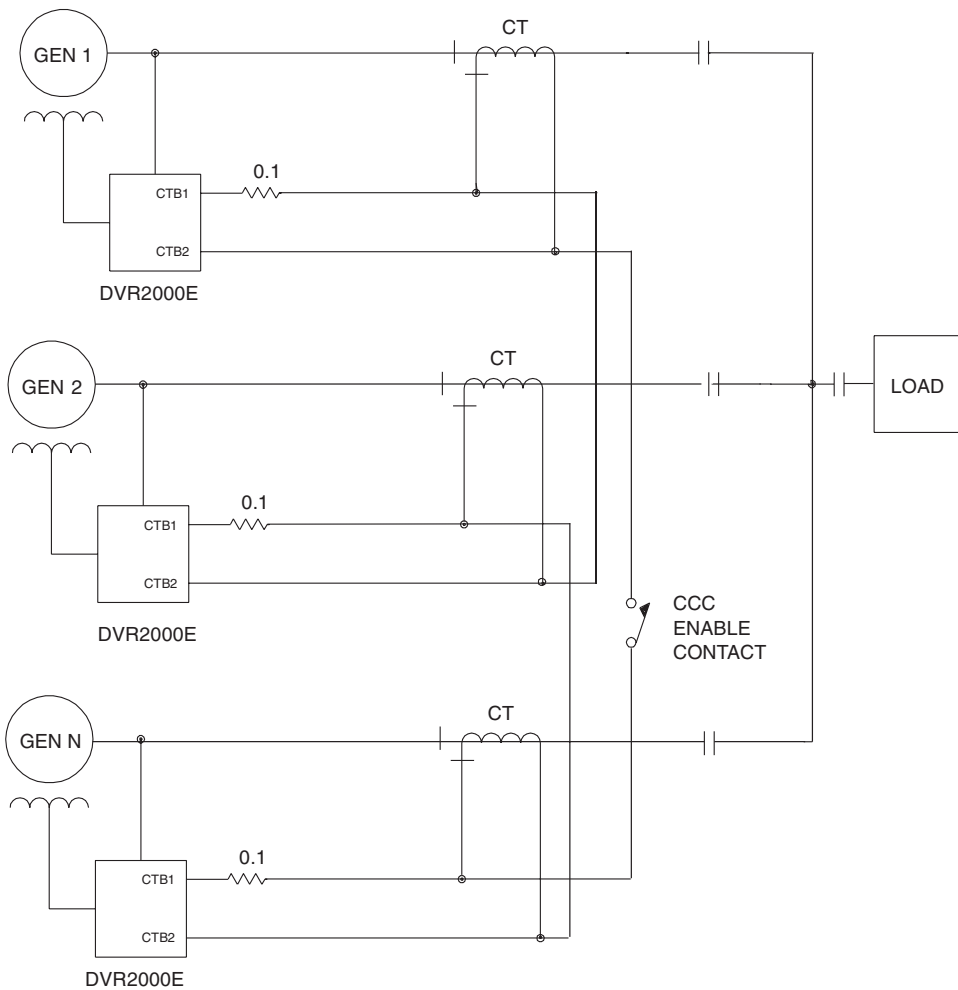 GEN 1
CT
0.1
CTB1
CTB2
DVR2000E
GEN 2
CT
LOAD
0.1
CTB1
CTB2
DVR2000E
CCC
ENABLE
CONTACT
GEN N
CT
0.1
CTB1
CTB2
DVR2000E